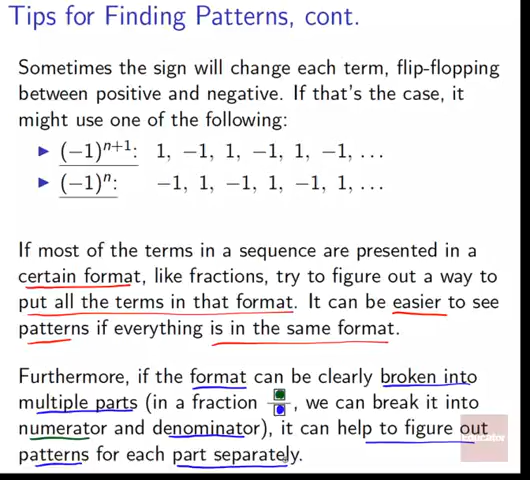 Tips for Finding Patterns, cont.
Sometimes the sign will change each term, flip-flopping
between positive and negative. If that's the case, it
might use one of the following:
▶ (−1)ⁿ⁺¹: 1, −1, 1, −1, 1, −1, ...
▶ (−1)ⁿ: −1, 1, −1, 1, −1, 1, ...
If most of the terms in a sequence are presented in a
certain format, like fractions, try to figure out a way to
put all the terms in that format. It can be easier to see
patterns if everything is in the same format.
Furthermore, if the format can be clearly broken into
multiple parts (in a fraction ■/■, we can break it into
numerator and denominator), it can help to figure out
patterns for each part separately.
educator